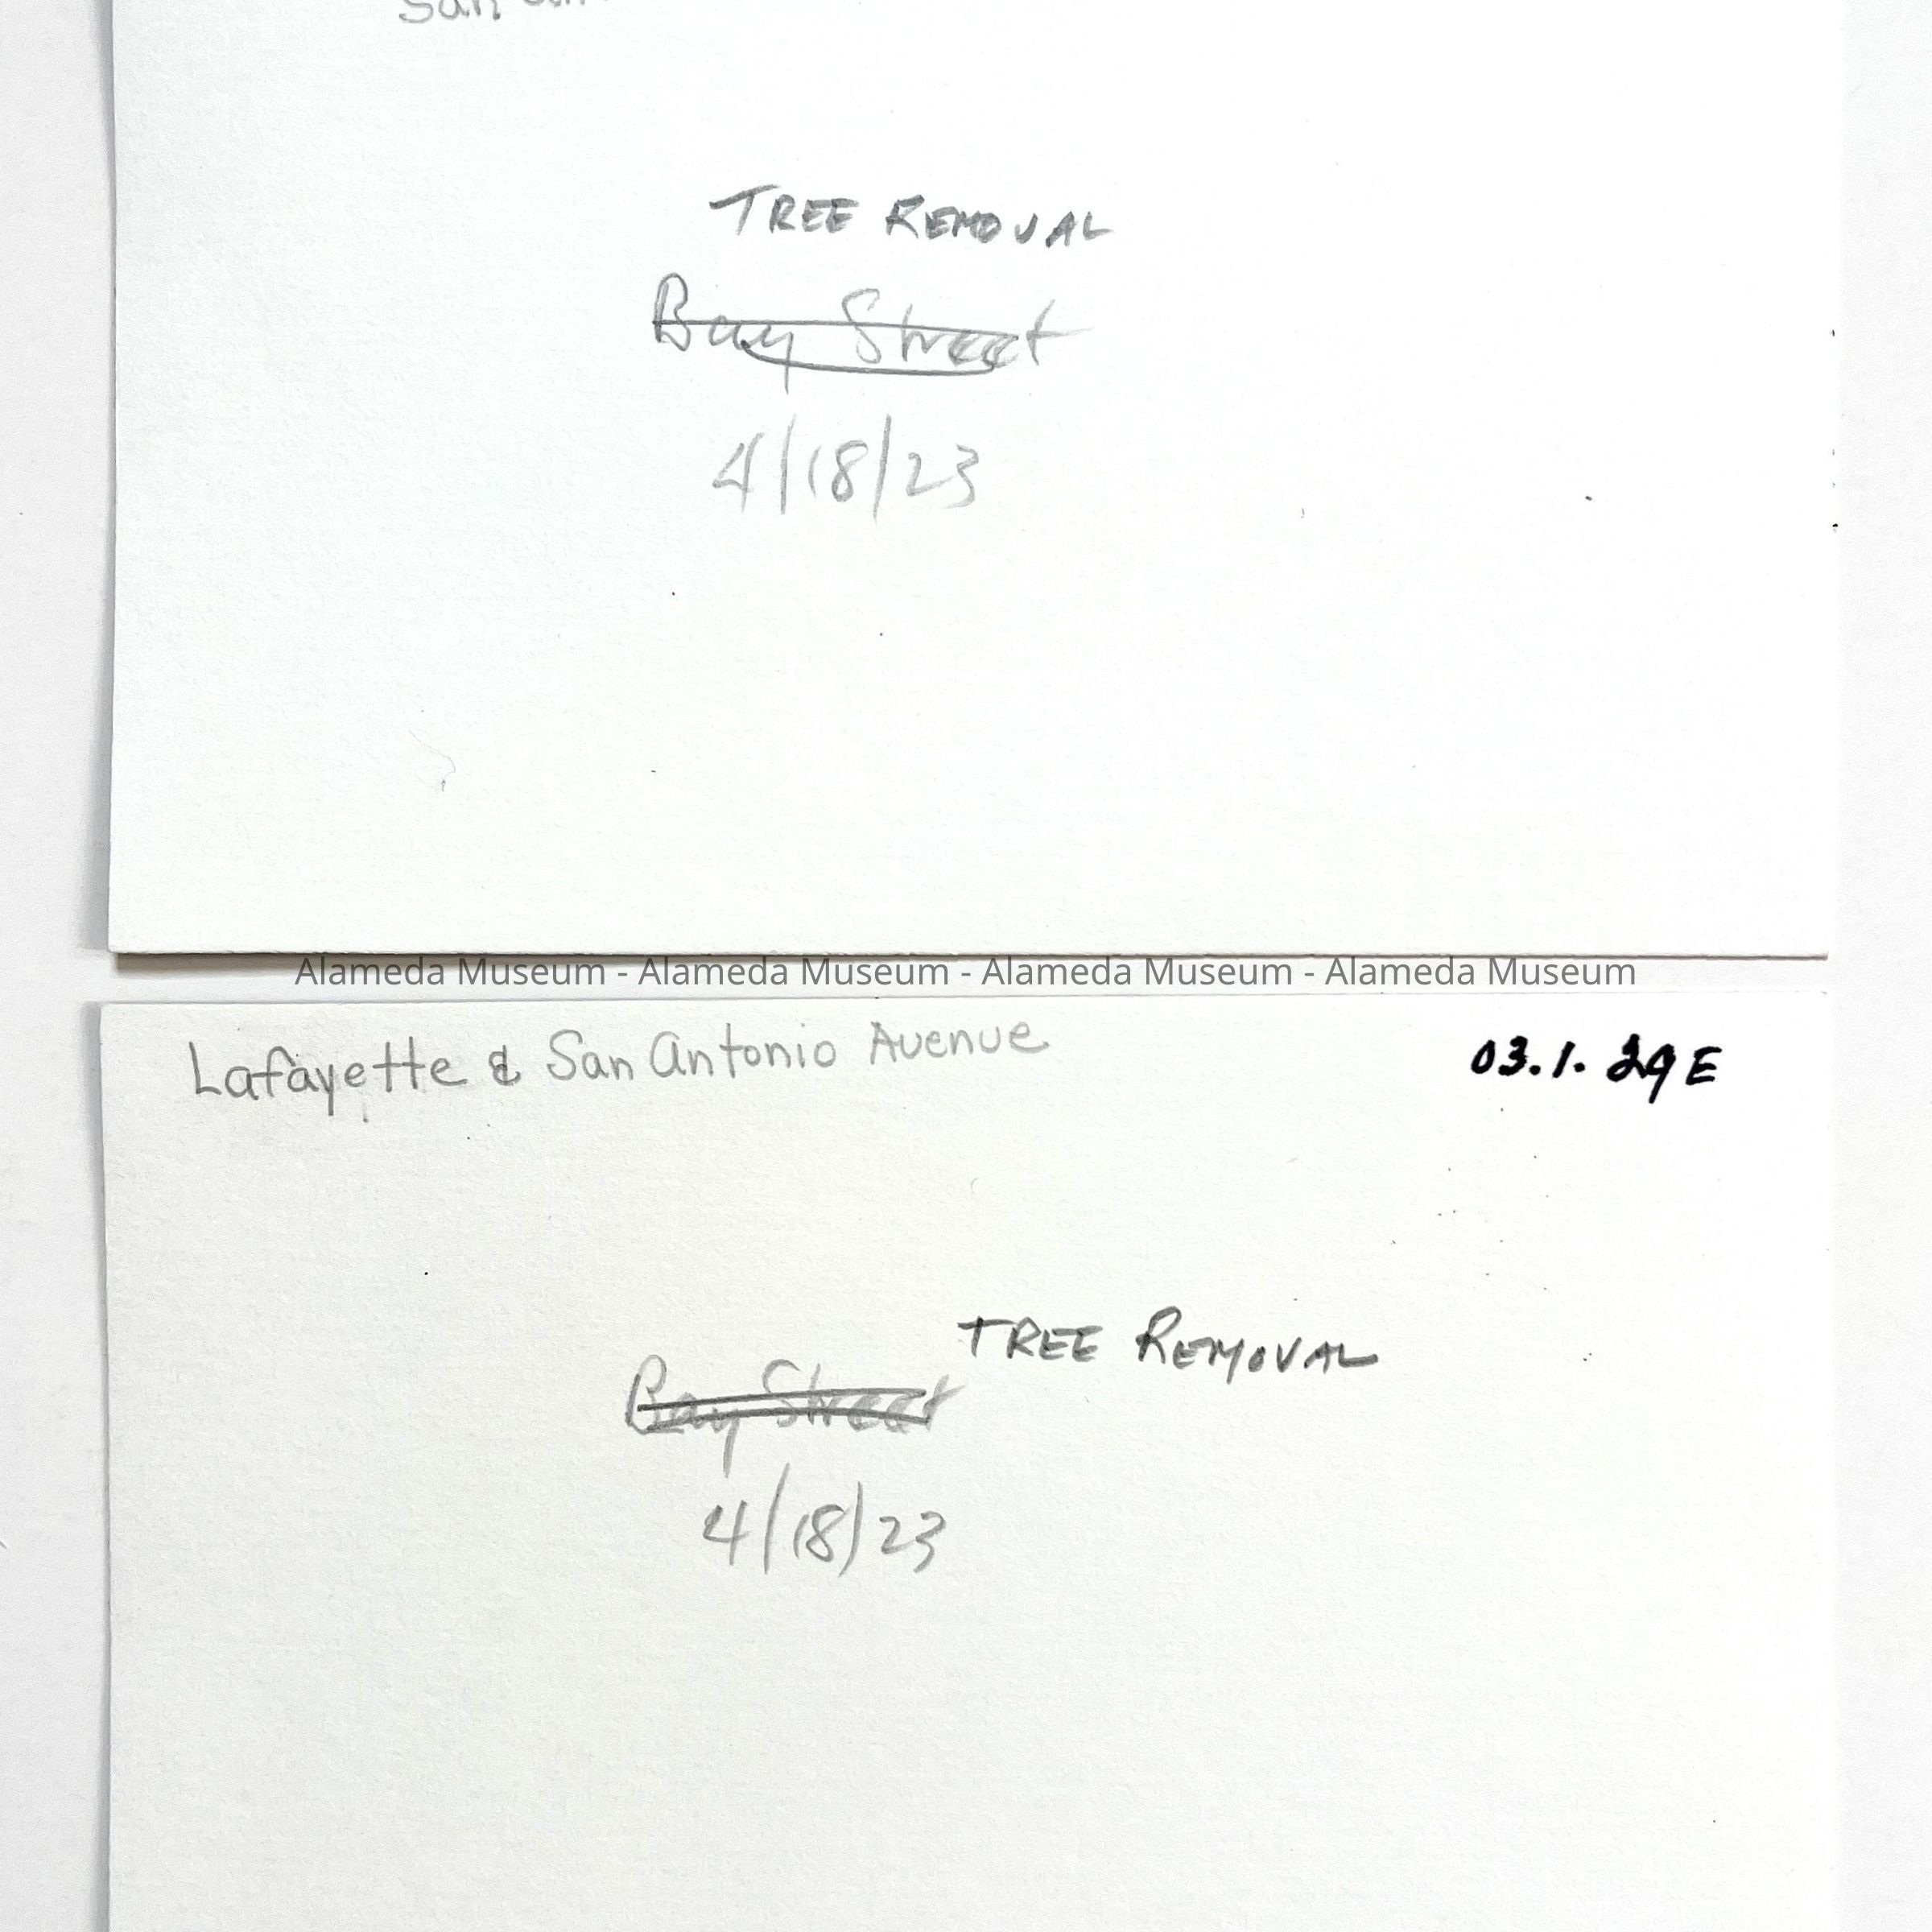 San
TREE REMOVAL
Bay Street
4/18/23
Alameda Museum - Alameda Museum - Alameda Museum - Alameda Museum
Lafayette & San Antonio Avenue
03.1.29E
TREE REMOVAL
Bay Street
4/18/23